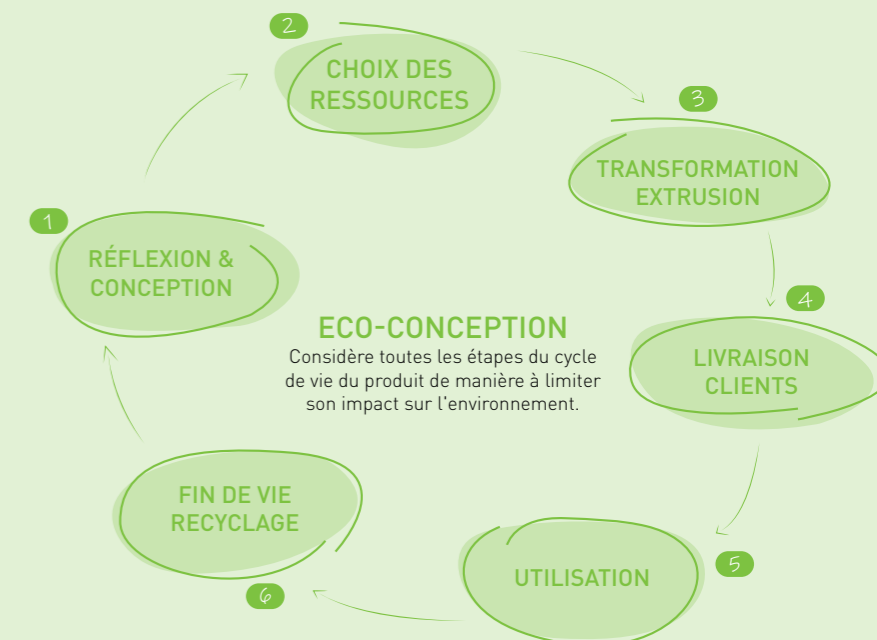 1
RÉFLEXION &
CONCEPTION
2
CHOIX DES
RESSOURCES
3
TRANSFORMATION
EXTRUSION
4
LIVRAISON
CLIENTS
5
UTILISATION
6
FIN DE VIE
RECYCLAGE
ECO-CONCEPTION
Considère toutes les étapes du cycle
de vie du produit de manière à limiter
son impact sur l'environnement.